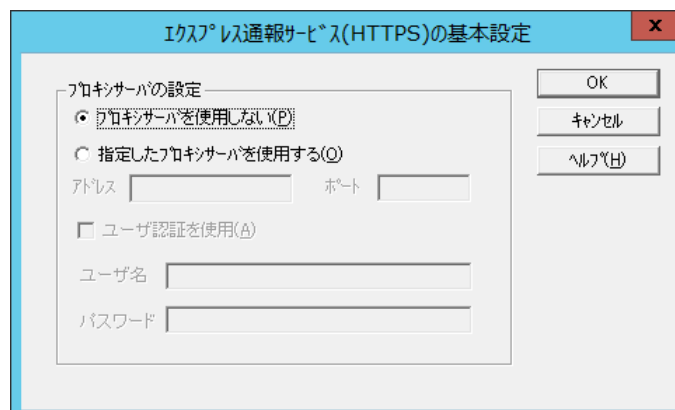 ｴｸｽﾌﾟﾚｽ通報ｻｰﾋﾞｽ(HTTPS)の基本設定
x
ﾌﾟﾛｷｼｻｰﾊﾞの設定
ﾌﾟﾛｷｼｻｰﾊﾞを使用しない(P)
指定したﾌﾟﾛｷｼｻｰﾊﾞを使用する(O)
ｱﾄﾞﾚｽ ﾎﾟｰﾄ
ユーザ認証を使用(A)
ユーザ名
パスワード
OK
ｷｬﾝｾﾙ
ﾍﾙﾌﾟ(H)